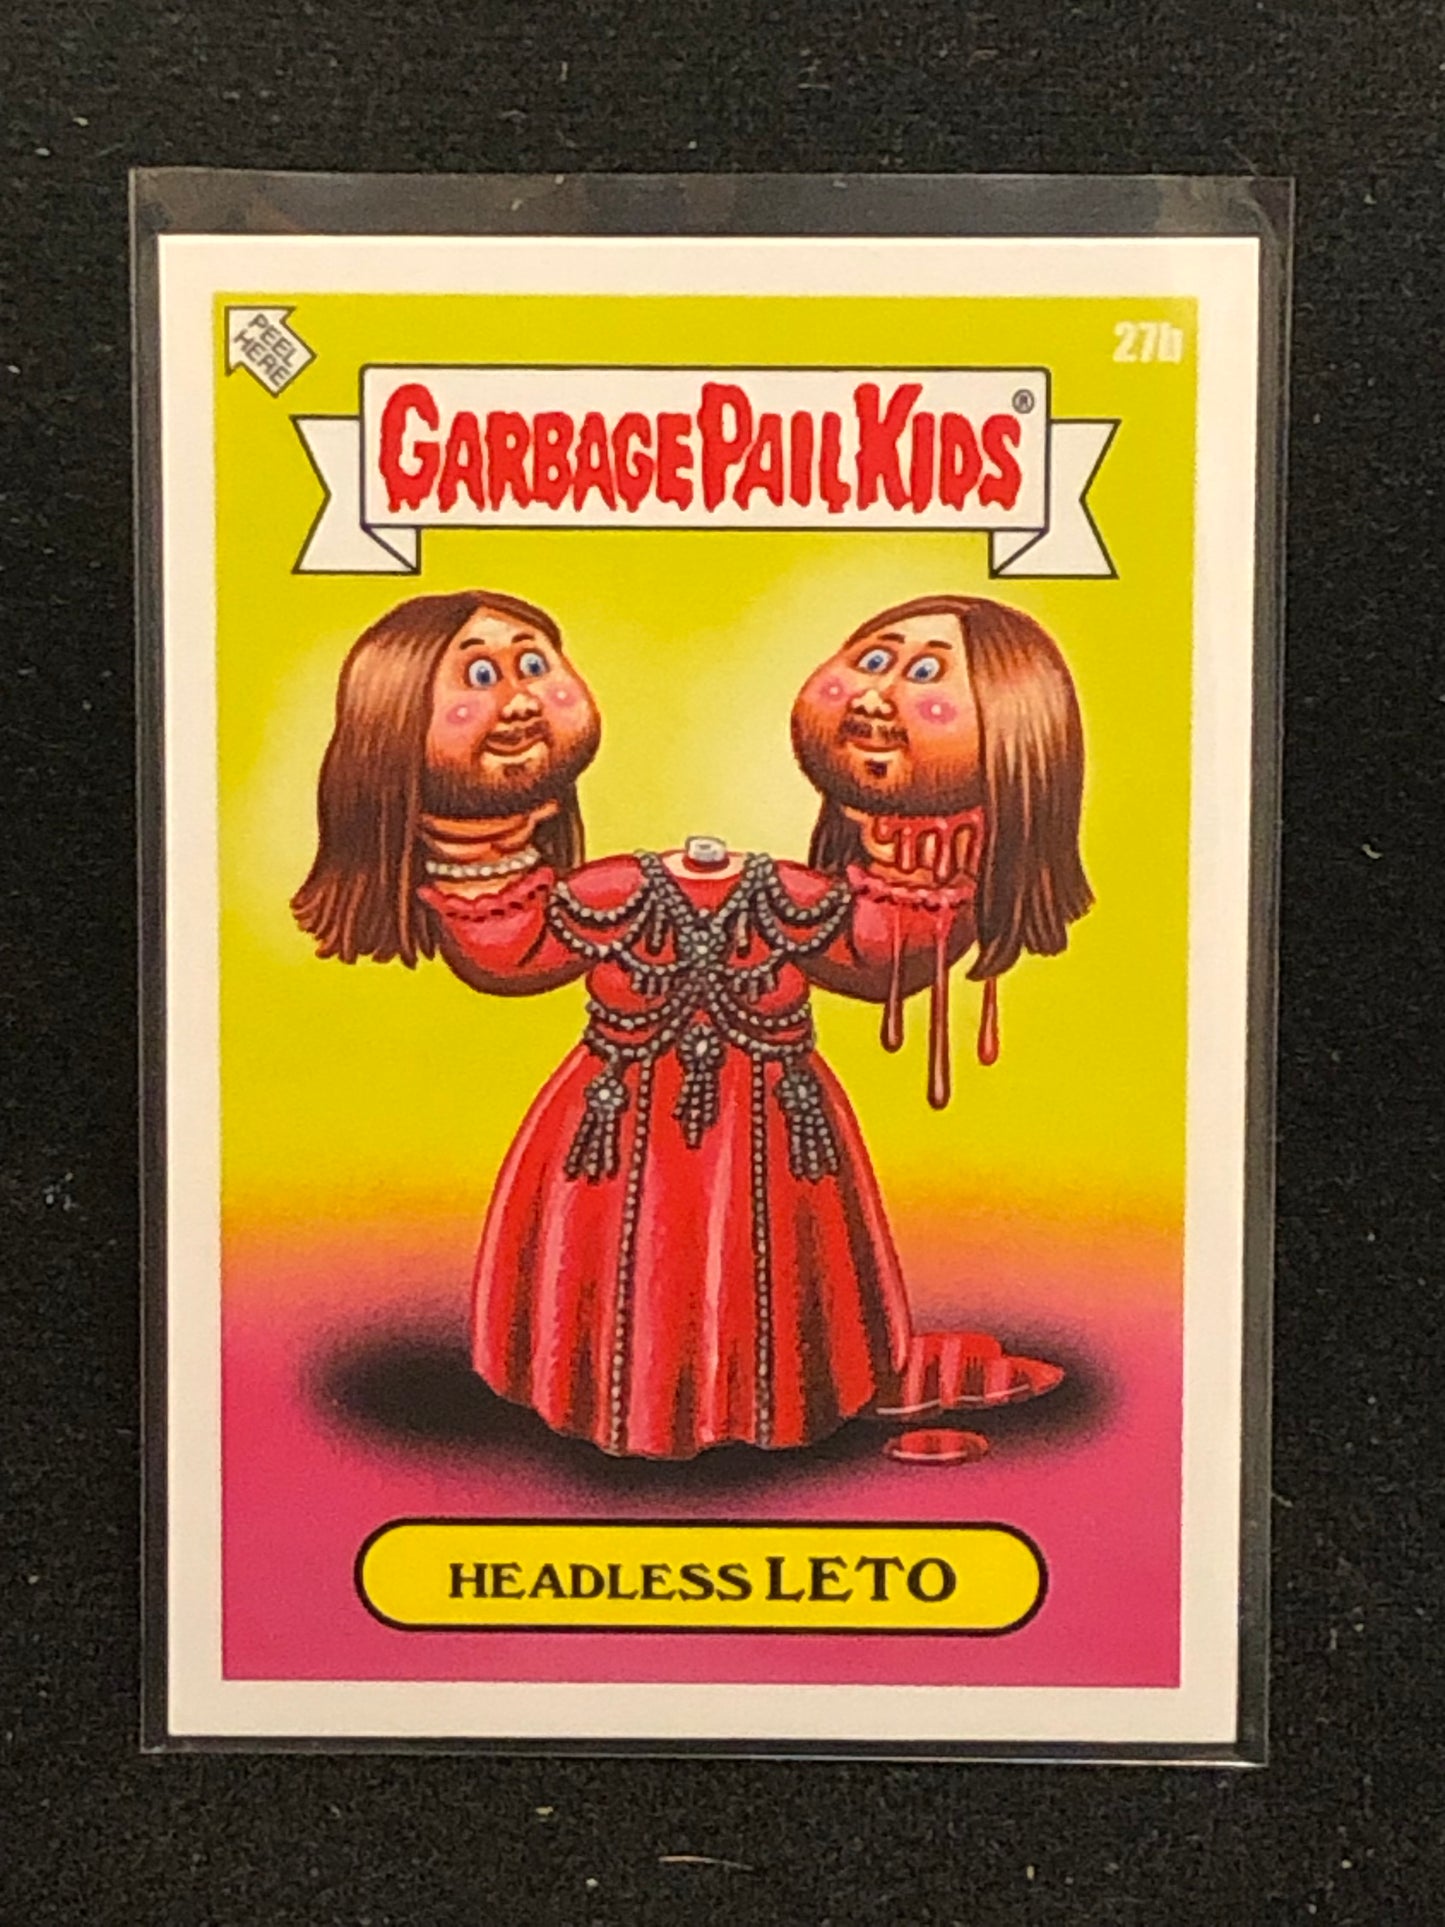 PEEL
HERE
27b
GARBAGE PAIL KIDS®
HEADLESS LETO